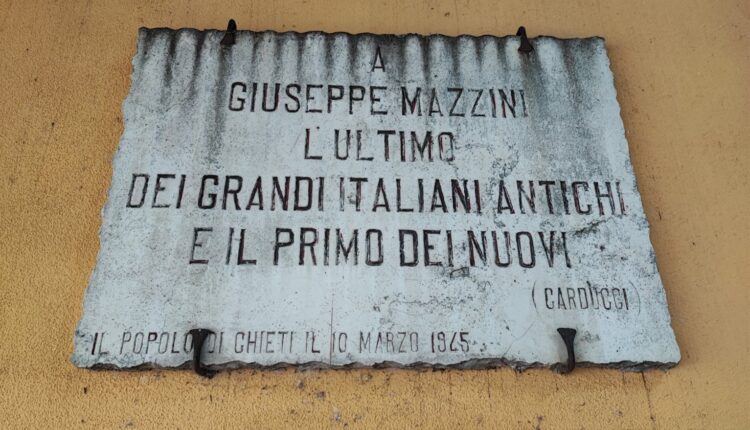 A
GIUSEPPE MAZZINI
L'ULTIMO
DEI GRANDI ITALIANI ANTICHI
E IL PRIMO DEI NUOVI
(CARDUCCI)
IL POPOLO DI CHIETI IL 10 MARZO 1945